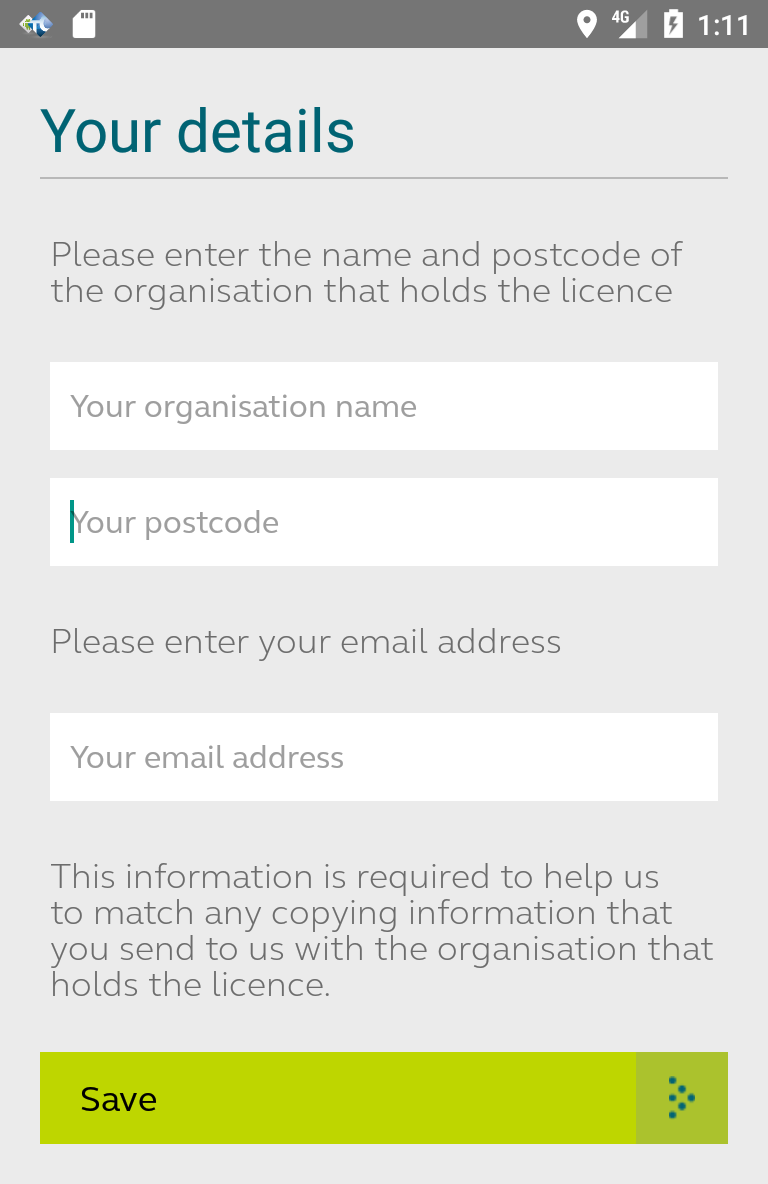 4G 1:11
Your details
Please enter the name and postcode of
the organisation that holds the licence
Your organisation name
Your postcode
Please enter your email address
Your email address
This information is required to help us
to match any copying information that
you send to us with the organisation that
holds the licence.
Save